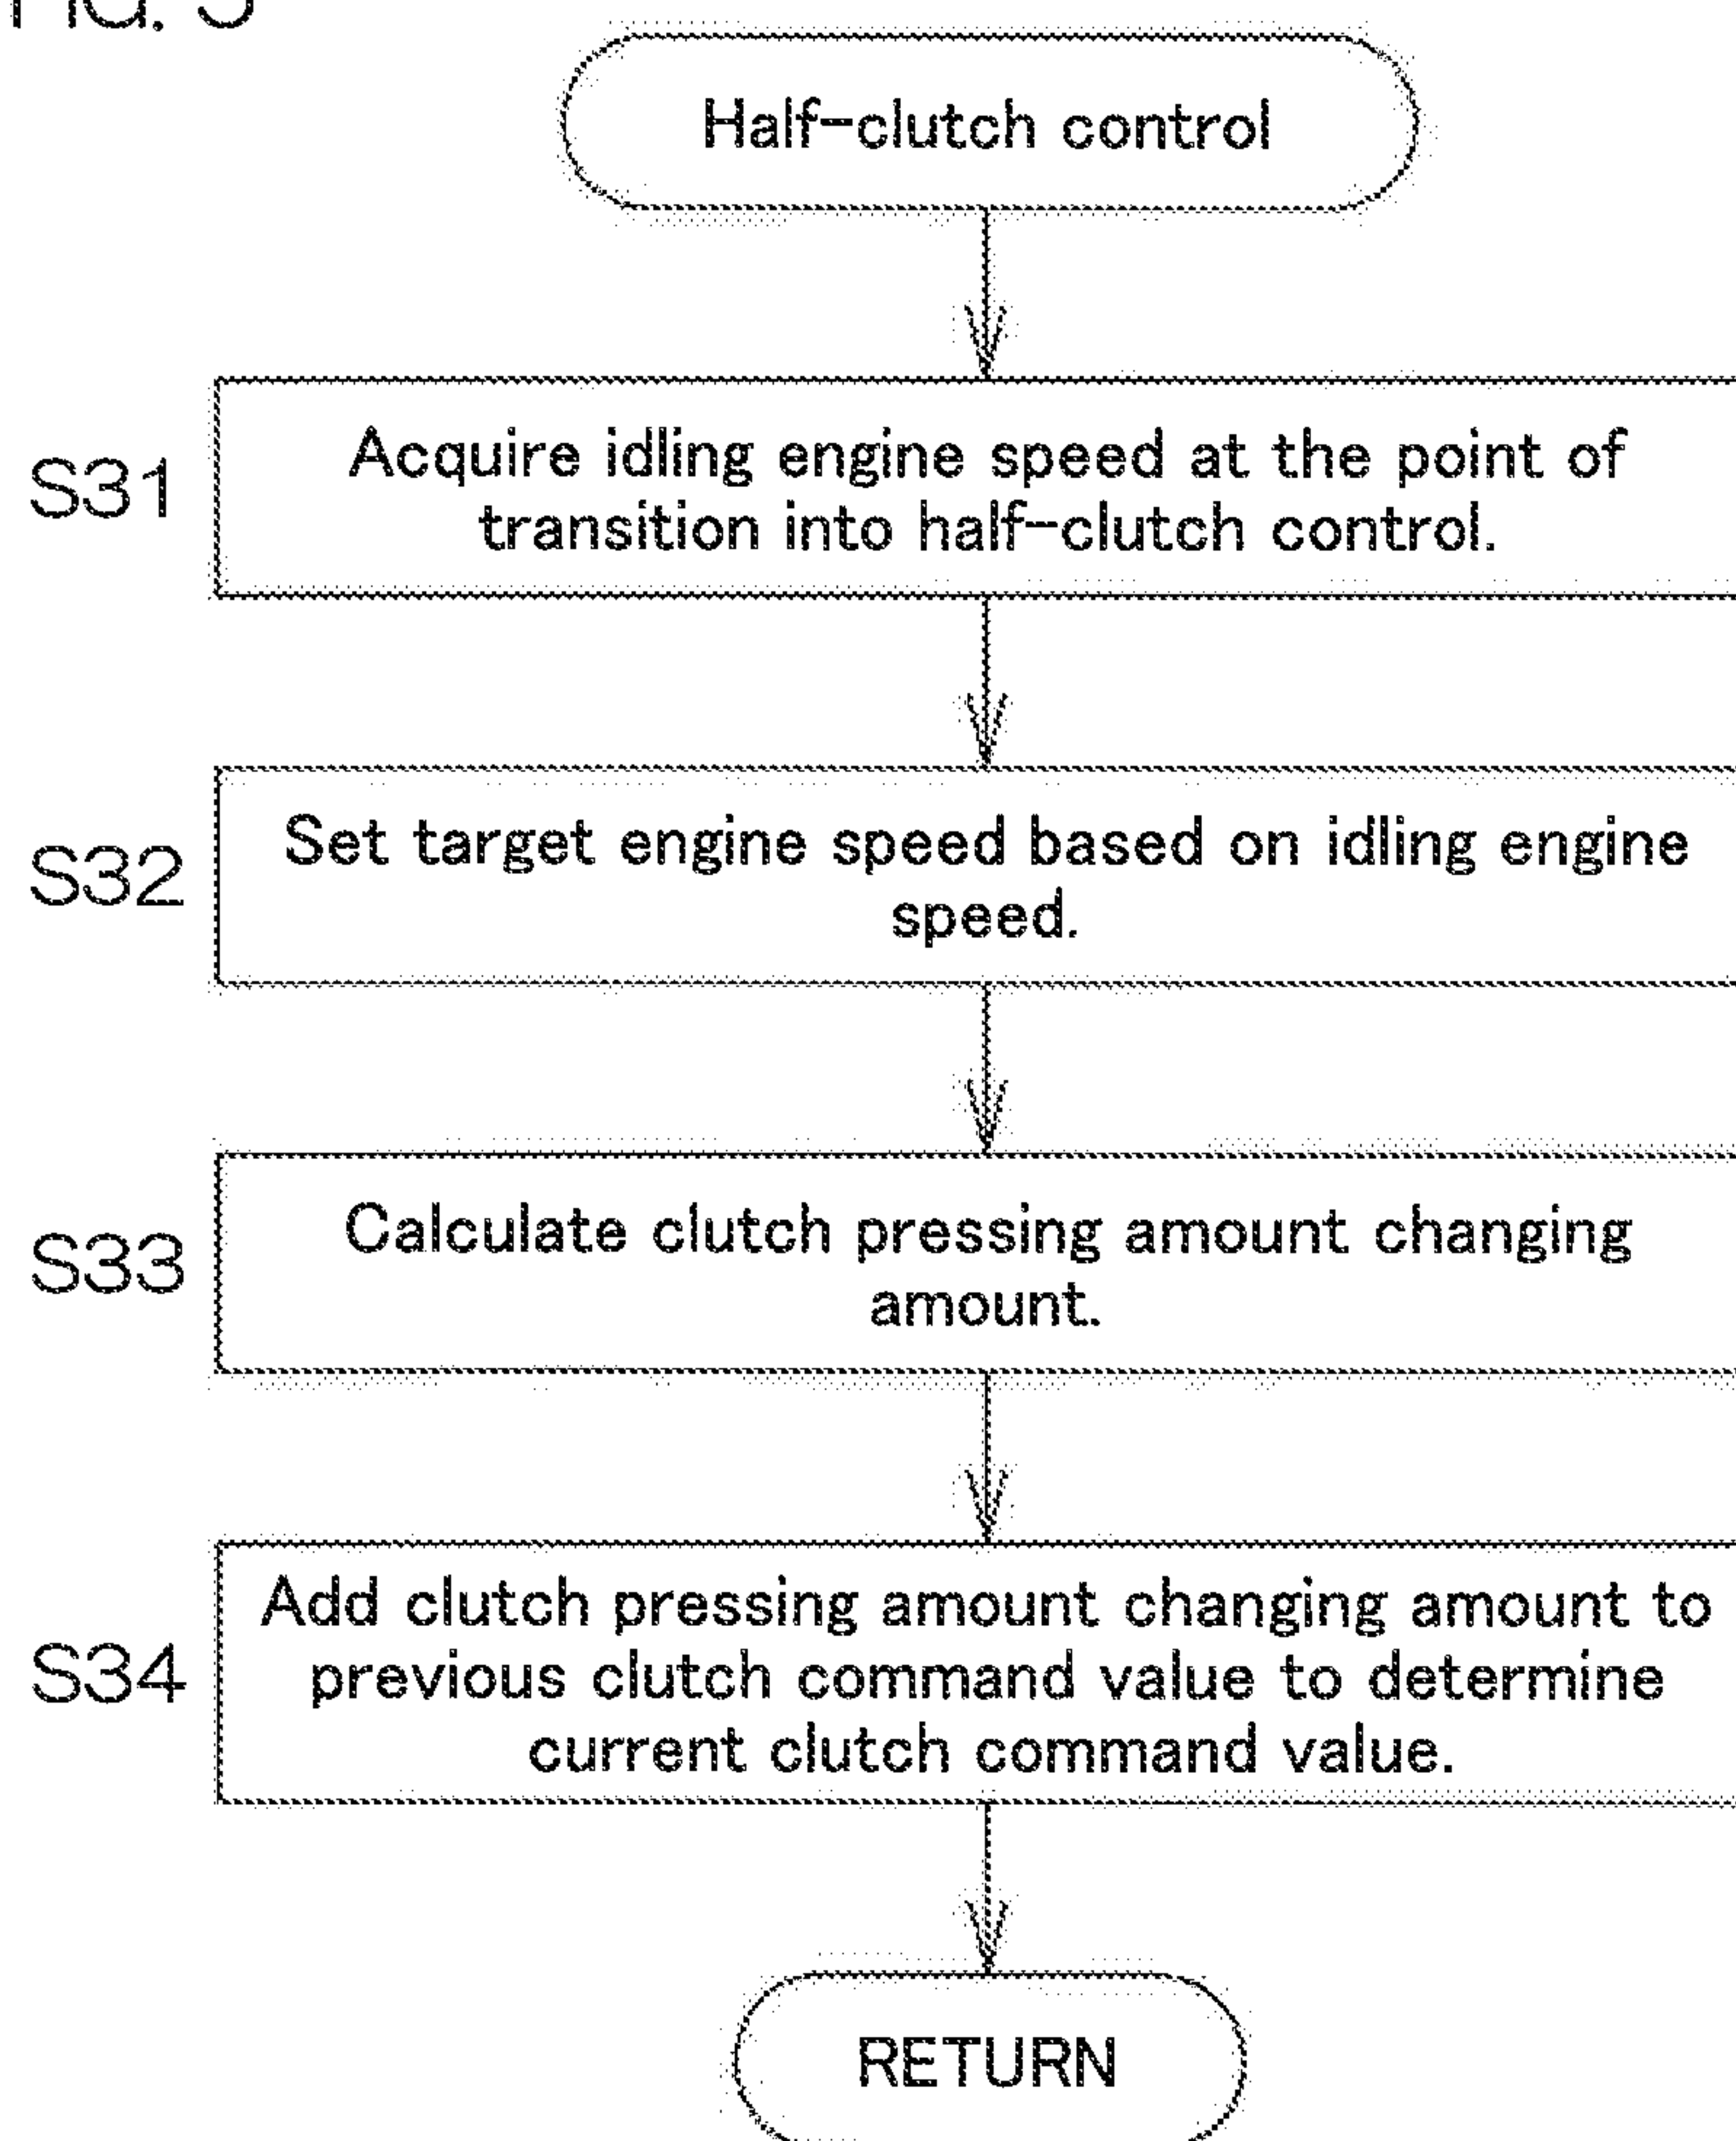 Half-clutch control
S31
Acquire idling engine speed at the point of
transition into half-clutch control.
S32
Set target engine speed based on idling engine
speed.
S33
Calculate clutch pressing amount changing
amount.
S34
Add clutch pressing amount changing amount to
previous clutch command value to determine
current clutch command value.
RETURN